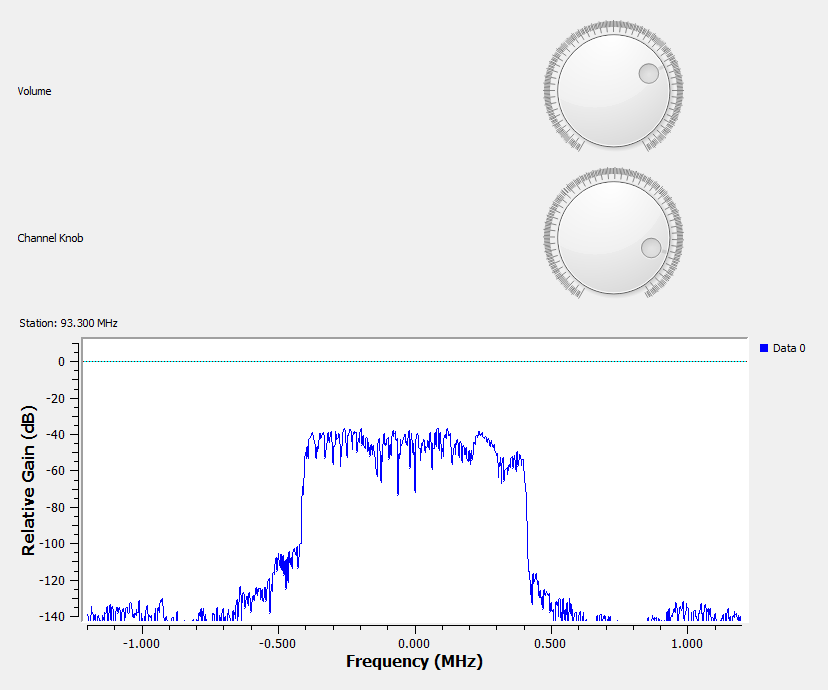 Volume
Channel Knob
Station: 93.300 MHz
Data 0
0
-20
-40
-60
-80
-100
-120
-140
Relative Gain (dB)
-1.000
-0.500
0.000
0.500
1.000
Frequency (MHz)